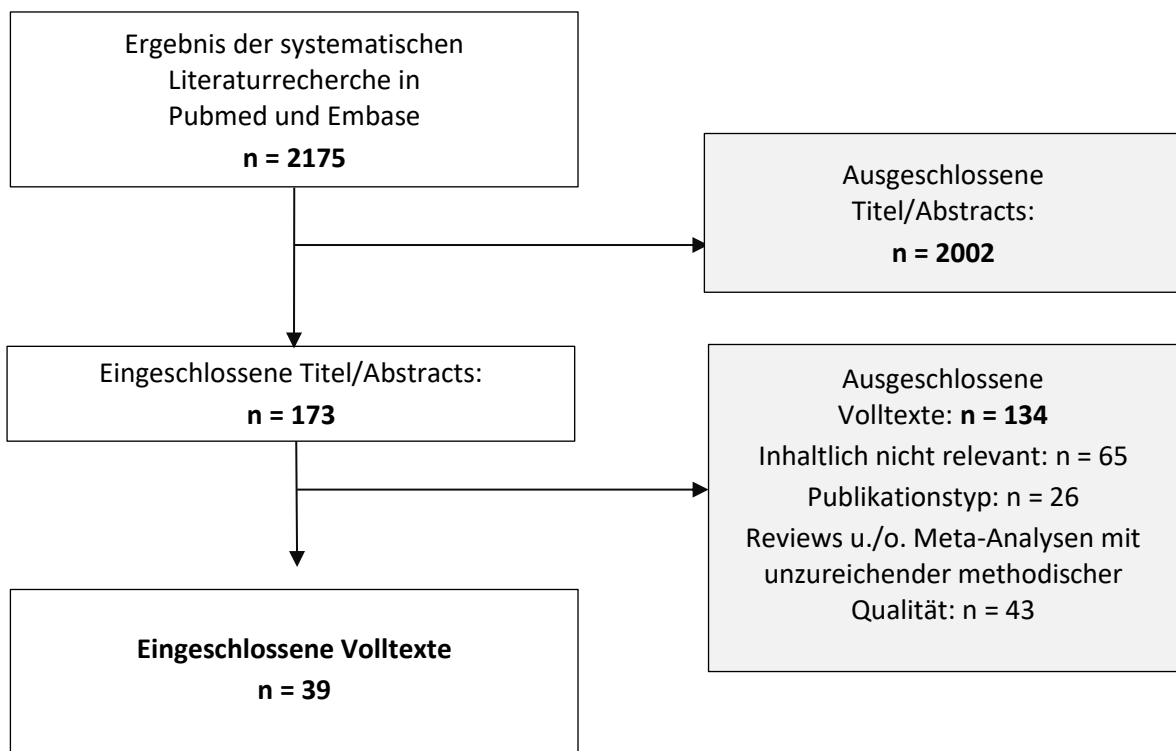 Ergebnis der systematischen
Literaturrecherche in
Pubmed und Embase
n = 2175
Ausgeschlossene
Titel/Abstracts:
n = 2002
Eingeschlossene Titel/Abstracts:
n = 173
Ausgeschlossene
Volltexte: n = 134
Inhaltlich nicht relevant: n = 65
Publikationstyp: n = 26
Reviews u./o. Meta-Analysen mit
unzureichender methodischer
Qualität: n = 43
Eingeschlossene Volltexte
n = 39